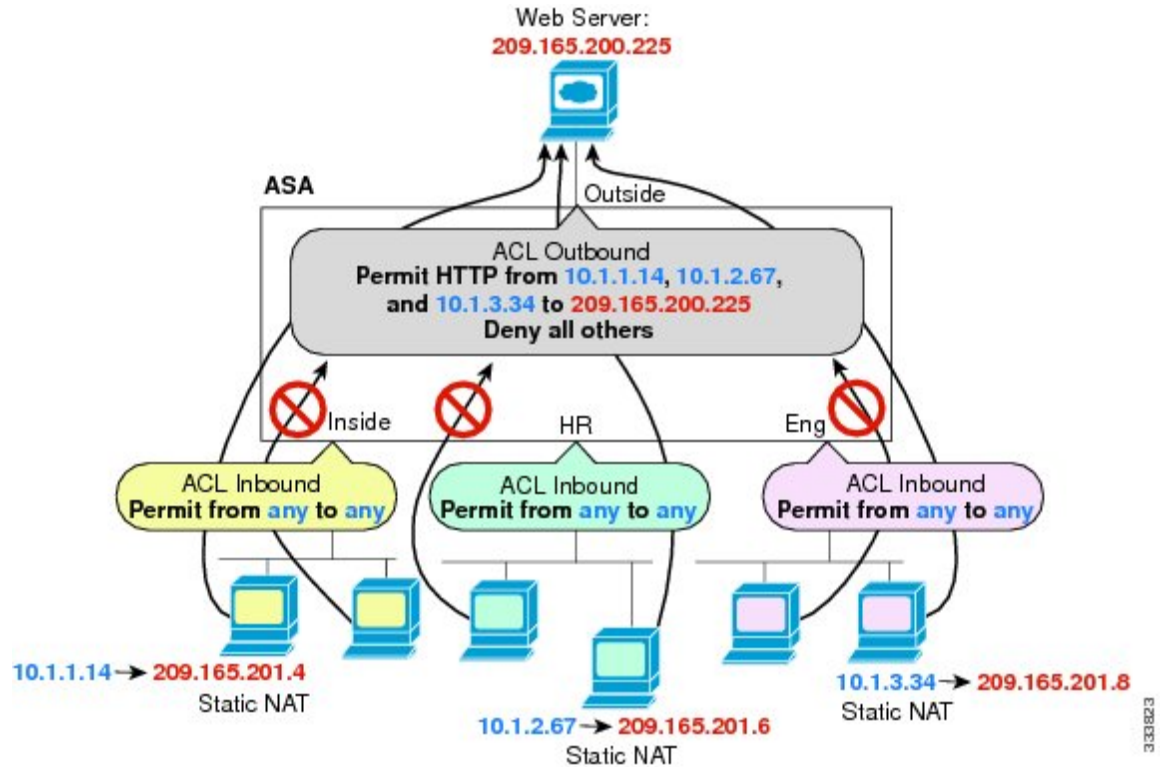 Web Server:
209.165.200.225
ASA
Outside
ACL Outbound
Permit HTTP from 10.1.1.14, 10.1.2.67,
and 10.1.3.34 to 209.165.200.225
Deny all others
Inside
HR
Eng
ACL Inbound
Permit from any to any
ACL Inbound
Permit from any to any
ACL Inbound
Permit from any to any
10.1.1.14 → 209.165.201.4
Static NAT
10.1.2.67 → 209.165.201.6
Static NAT
10.1.3.34 → 209.165.201.8
Static NAT
333823